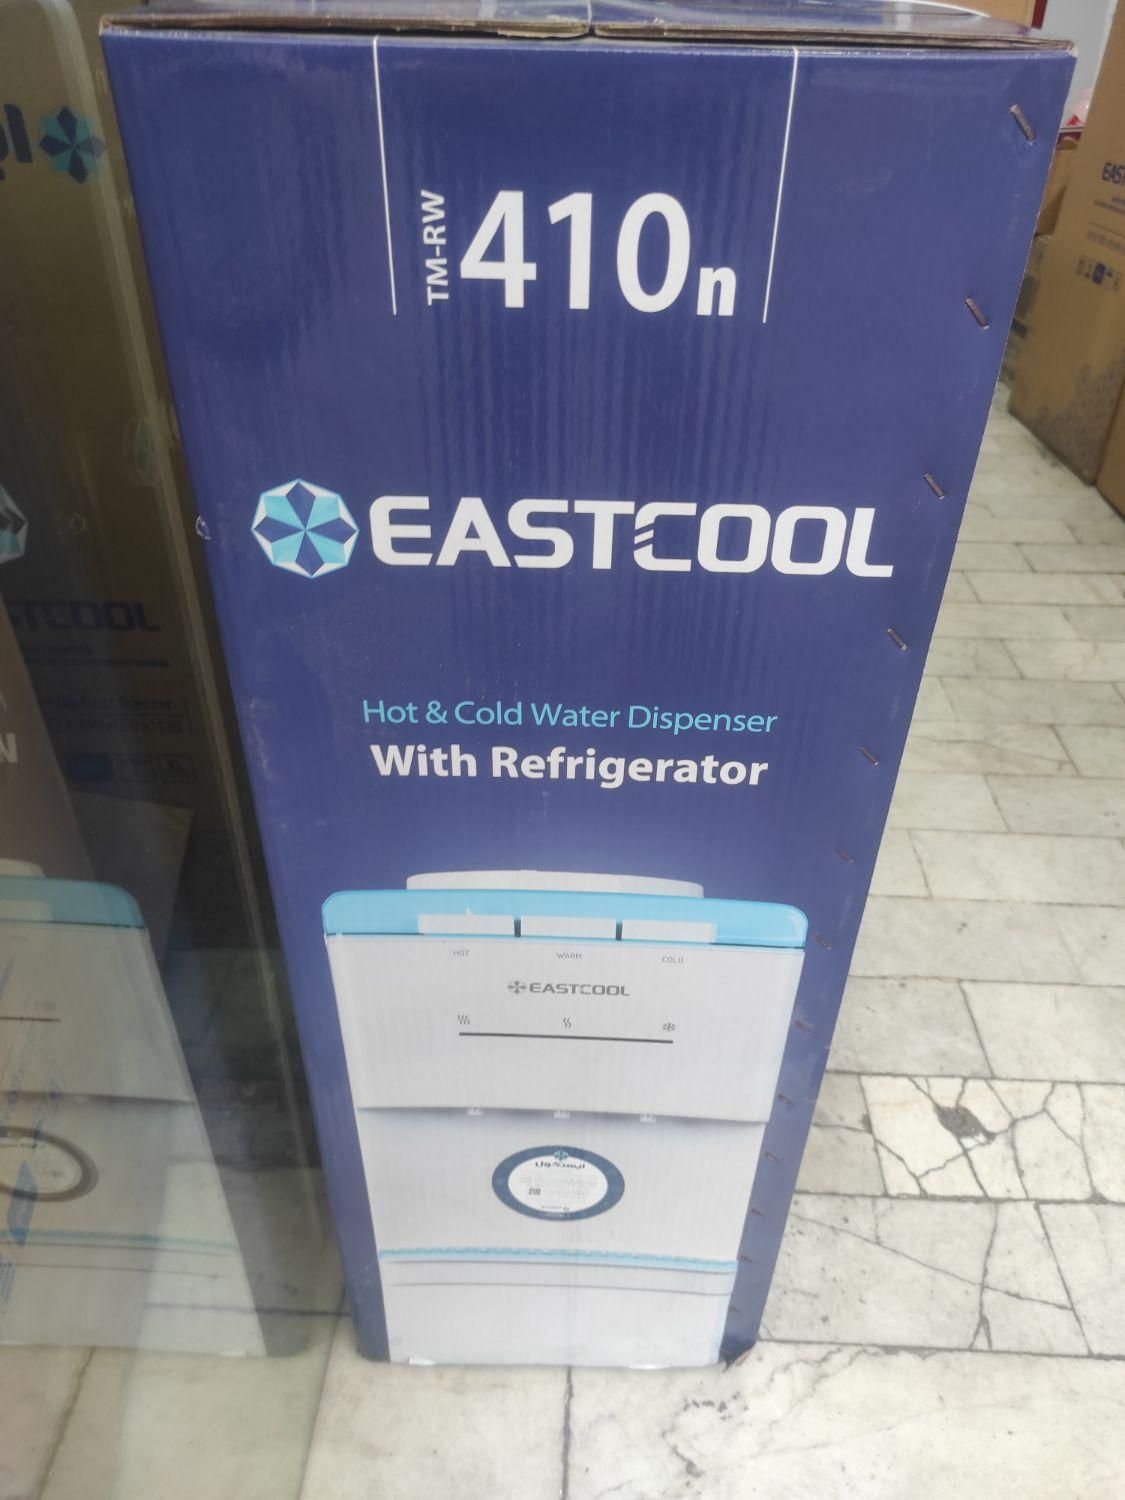 TM-RW
410n
EASTCOOL
Hot & Cold Water Dispenser
With Refrigerator
HOT WARM COLD
EASTCOOL
ایستکول